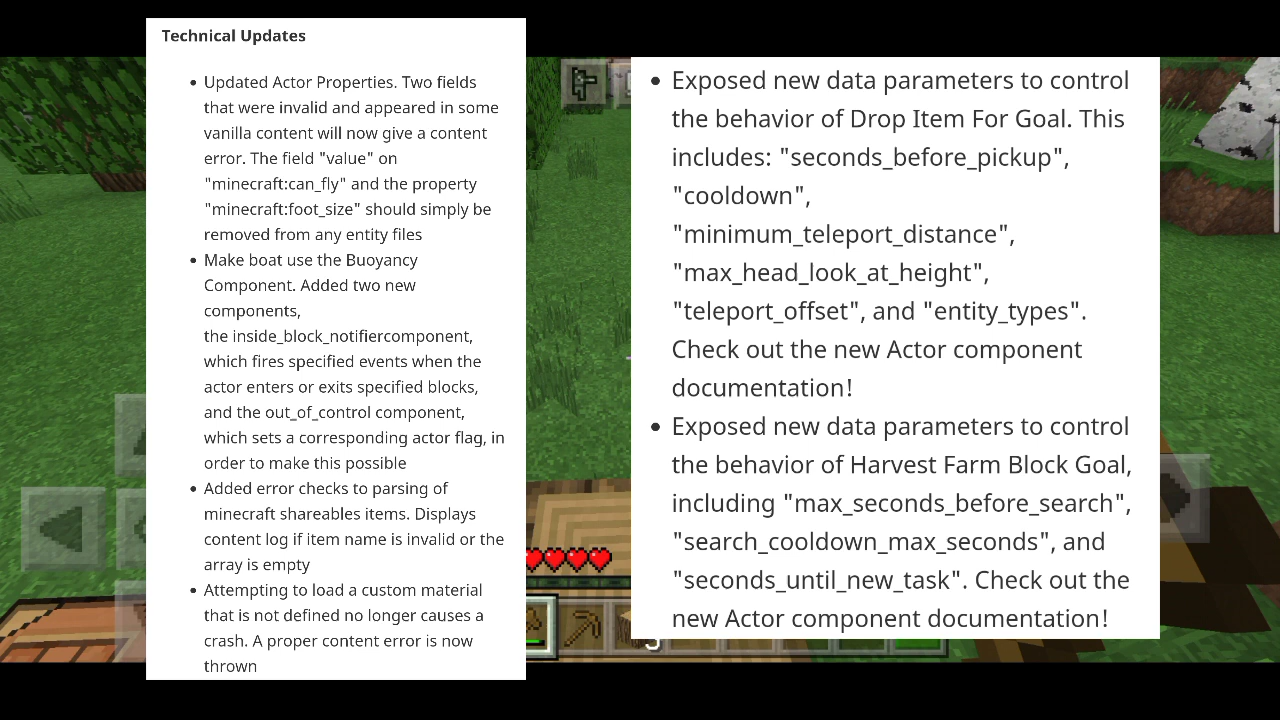 Technical Updates
Updated Actor Properties. Two fields
that were invalid and appeared in some
vanilla content will now give a content
error. The field "value" on
"minecraft:can_fly" and the property
"minecraft:foot_size" should simply be
removed from any entity files
Make boat use the Buoyancy
Component. Added two new
components,
the inside_block_notifiercomponent,
which fires specified events when the
actor enters or exits specified blocks,
and the out_of_control component,
which sets a corresponding actor flag, in
order to make this possible
Added error checks to parsing of
minecraft shareables items. Displays
content log if item name is invalid or the
array is empty
Attempting to load a custom material
that is not defined no longer causes a
crash. A proper content error is now
thrown
Exposed new data parameters to control
the behavior of Drop Item For Goal. This
includes: "seconds_before_pickup",
"cooldown",
"minimum_teleport_distance",
"max_head_look_at_height",
"teleport_offset", and "entity_types".
Check out the new Actor component
documentation!
Exposed new data parameters to control
the behavior of Harvest Farm Block Goal,
including "max_seconds_before_search",
"search_cooldown_max_seconds", and
"seconds_until_new_task". Check out the
new Actor component documentation!